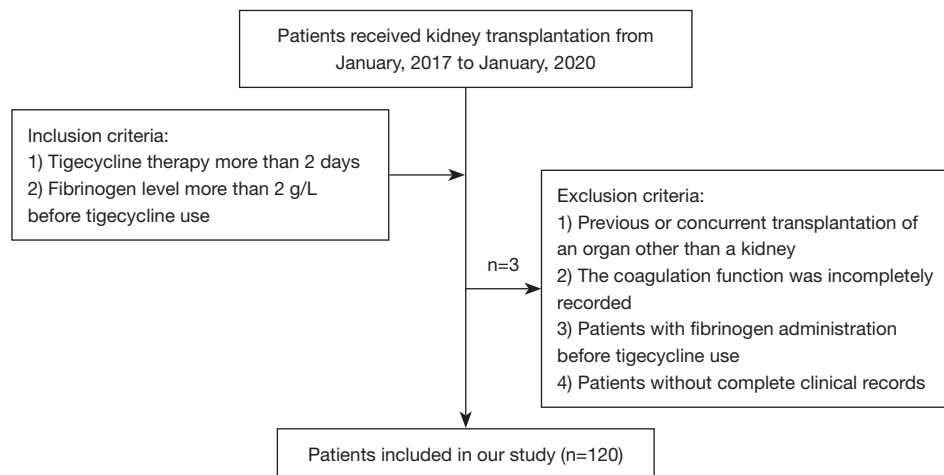 Patients received kidney transplantation from
January, 2017 to January, 2020
Inclusion criteria:
1) Tigecycline therapy more than 2 days
2) Fibrinogen level more than 2 g/L
before tigecycline use
Exclusion criteria:
1) Previous or concurrent transplantation of
an organ other than a kidney
2) The coagulation function was incompletely
recorded
3) Patients with fibrinogen administration
before tigecycline use
4) Patients without complete clinical records
n=3
Patients included in our study (n=120)